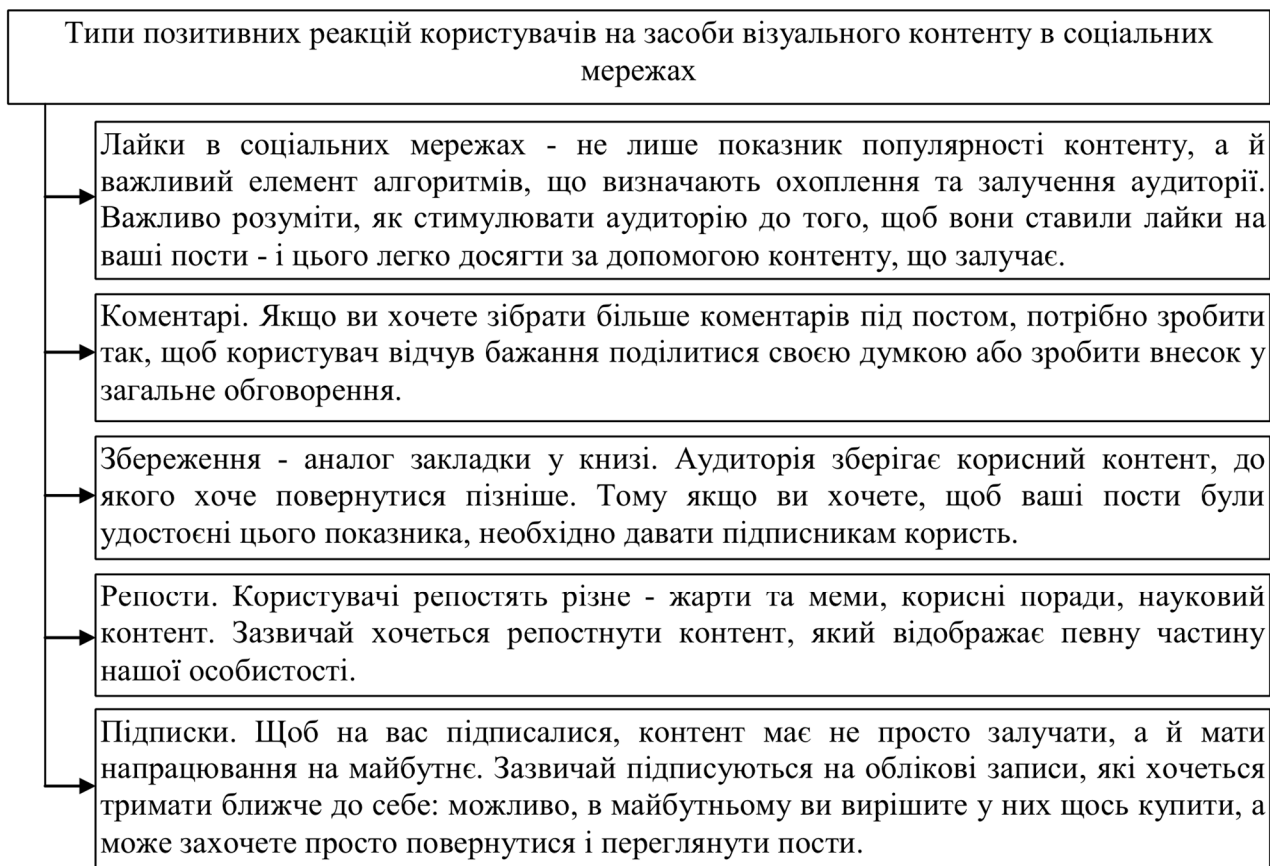 Типи позитивних реакцій користувачів на засоби візуального контенту в соціальних
мережах
Лайки в соціальних мережах - не лише показник популярності контенту, а й
важливий елемент алгоритмів, що визначають охоплення та залучення аудиторії.
Важливо розуміти, як стимулювати аудиторію до того, щоб вони ставили лайки на
ваші пости - і цього легко досягти за допомогою контенту, що залучає.
Коментарі. Якщо ви хочете зібрати більше коментарів під постом, потрібно зробити
так, щоб користувач відчув бажання поділитися своєю думкою або зробити внесок у
загальне обговорення.
Збереження - аналог закладки у книзі. Аудиторія зберігає корисний контент, до
якого хоче повернутися пізніше. Тому якщо ви хочете, щоб ваші пости були
удостоєні цього показника, необхідно давати підписникам користь.
Репости. Користувачі репостять різне - жарти та меми, корисні поради, науковий
контент. Зазвичай хочеться репостнути контент, який відображає певну частину
нашої особистості.
Підписки. Щоб на вас підписалися, контент має не просто залучати, а й мати
напрацювання на майбутнє. Зазвичай підписуються на облікові записи, які хочеться
тримати ближче до себе: можливо, в майбутньому ви вирішите у них щось купити, а
може захочете просто повернутися і переглянути пости.